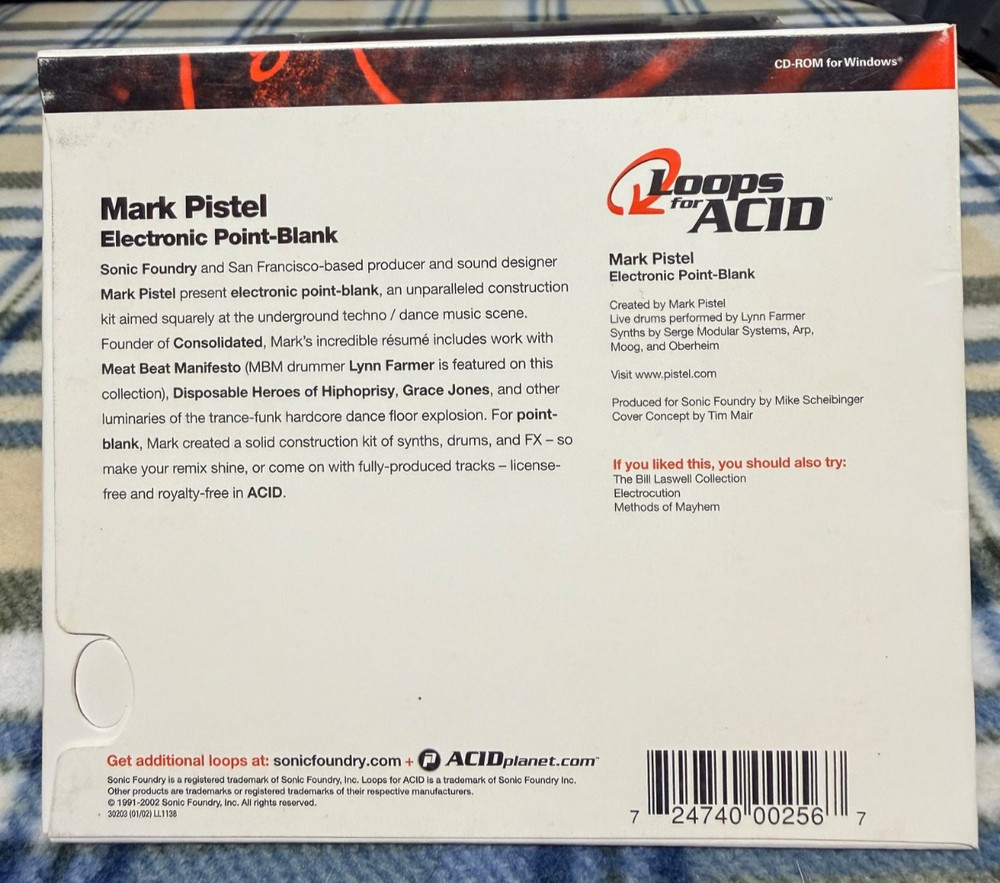 CD-ROM for Windows®
Mark Pistel
Electronic Point-Blank
Sonic Foundry and San Francisco-based producer and sound designer
Mark Pistel present electronic point-blank, an unparalleled construction
kit aimed squarely at the underground techno / dance music scene.
Founder of Consolidated, Mark's incredible résumé includes work with
Meat Beat Manifesto (MBM drummer Lynn Farmer is featured on this
collection), Disposable Heroes of Hiphoprisy, Grace Jones, and other
luminaries of the trance-funk hardcore dance floor explosion. For point-
blank, Mark created a solid construction kit of synths, drums, and FX – so
make your remix shine, or come on with fully-produced tracks – license-
free and royalty-free in ACID.
Loops
for ACID™
Mark Pistel
Electronic Point-Blank
Created by Mark Pistel
Live drums performed by Lynn Farmer
Synths by Serge Modular Systems, Arp,
Moog, and Oberheim
Visit www.pistel.com
Produced for Sonic Foundry by Mike Scheibinger
Cover Concept by Tim Mair
If you liked this, you should also try:
The Bill Laswell Collection
Electrocution
Methods of Mayhem
Get additional loops at: sonicfoundry.com + ACIDplanet.com™
Sonic Foundry is a registered trademark of Sonic Foundry, Inc. Loops for ACID is a trademark of Sonic Foundry Inc.
Other products are trademarks or registered trademarks of their respective manufacturers.
© 1991-2002 Sonic Foundry, Inc. All rights reserved.
30203 (01/02) LL1138
7 24740 00256 7